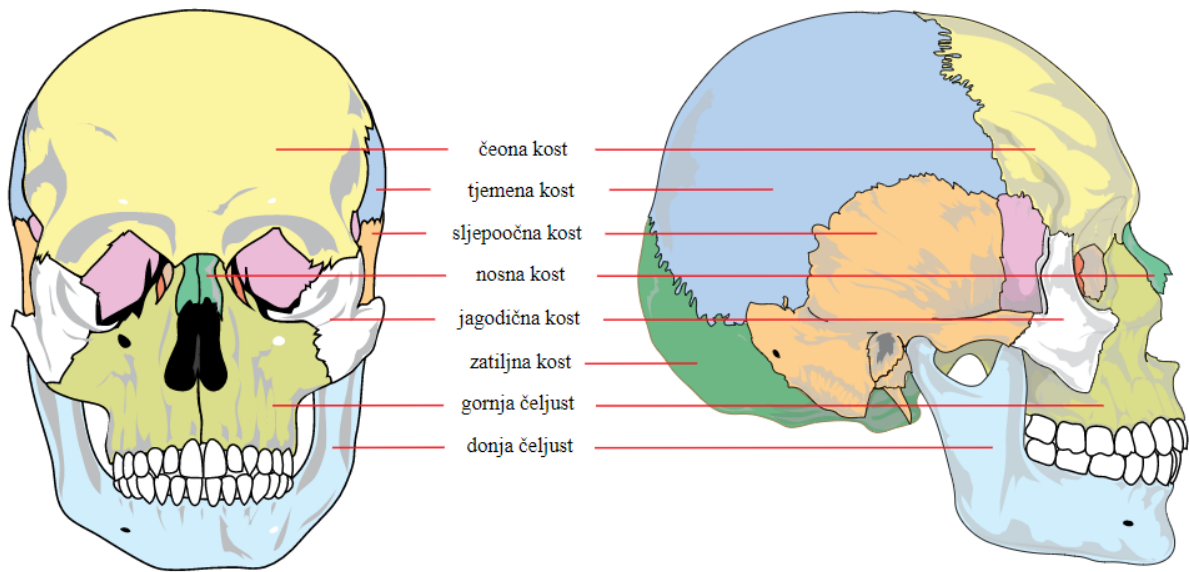 čeona kost
tjemena kost
sljepoočna kost
nosna kost
jagodična kost
zatiljna kost
gornja čeljust
donja čeljust